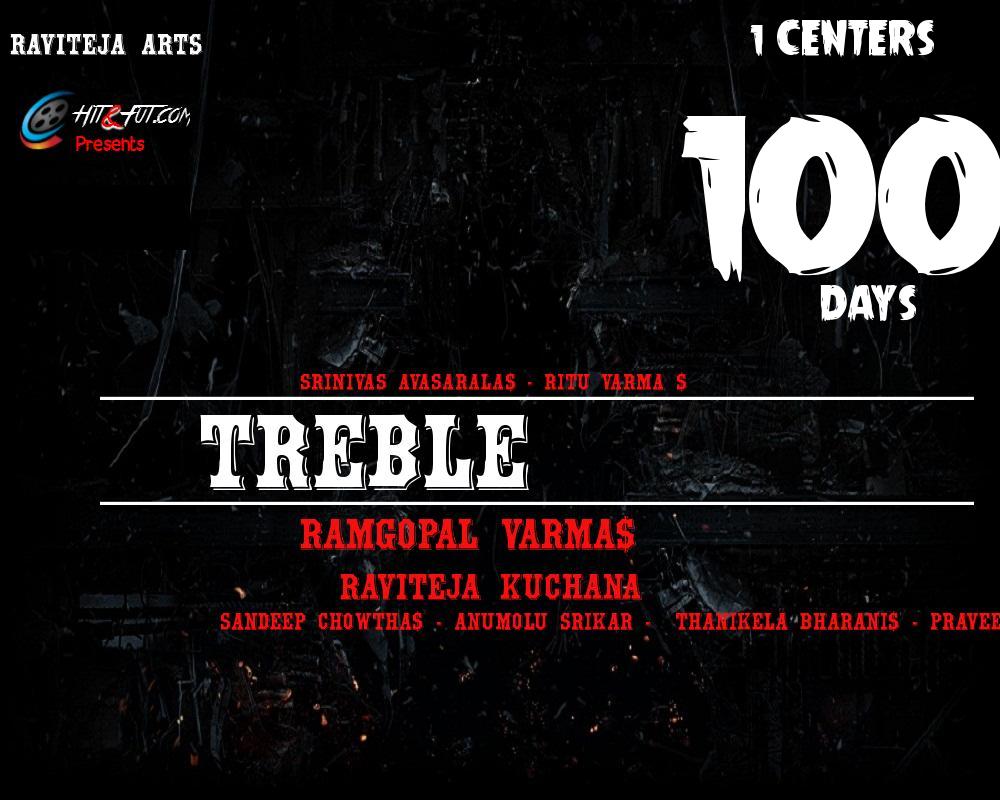 RAVITEJA ARTS
1 CENTERS
HIT&FUT.COM
Presents
100
DAYS
SRINIVAS AVASARALA$ - RITU VARMA $
TREBLE
RAMGOPAL VARMA$
RAVITEJA KUCHANA
SANDEEP CHOWTHA$ - ANUMOLU SRIKAR - THANIKELA BHARANI$ - PRAVEE